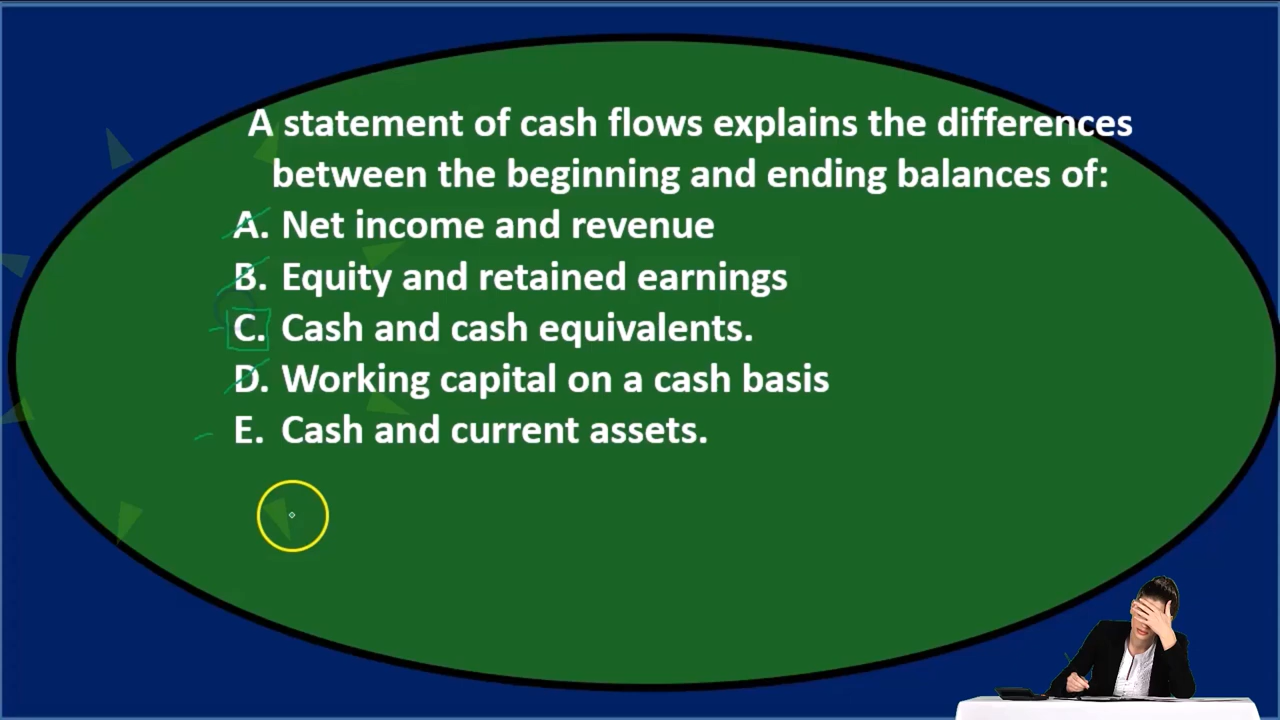 A statement of cash flows explains the differences
between the beginning and ending balances of:
A. Net income and revenue
B. Equity and retained earnings
C. Cash and cash equivalents.
D. Working capital on a cash basis
E. Cash and current assets.